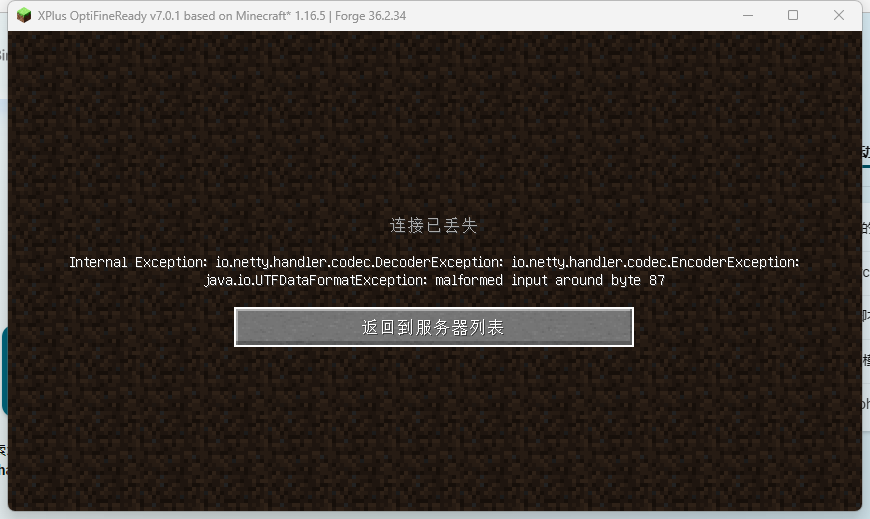 XPlus OptiFineReady v7.0.1 based on Minecraft* 1.16.5 | Forge 36.2.34
连接已丢失
Internal Exception: io.netty.handler.codec.DecoderException: io.netty.handler.codec.EncoderException:
java.io.UTFDataFormatException: malformed input around byte 87
返回到服务器列表